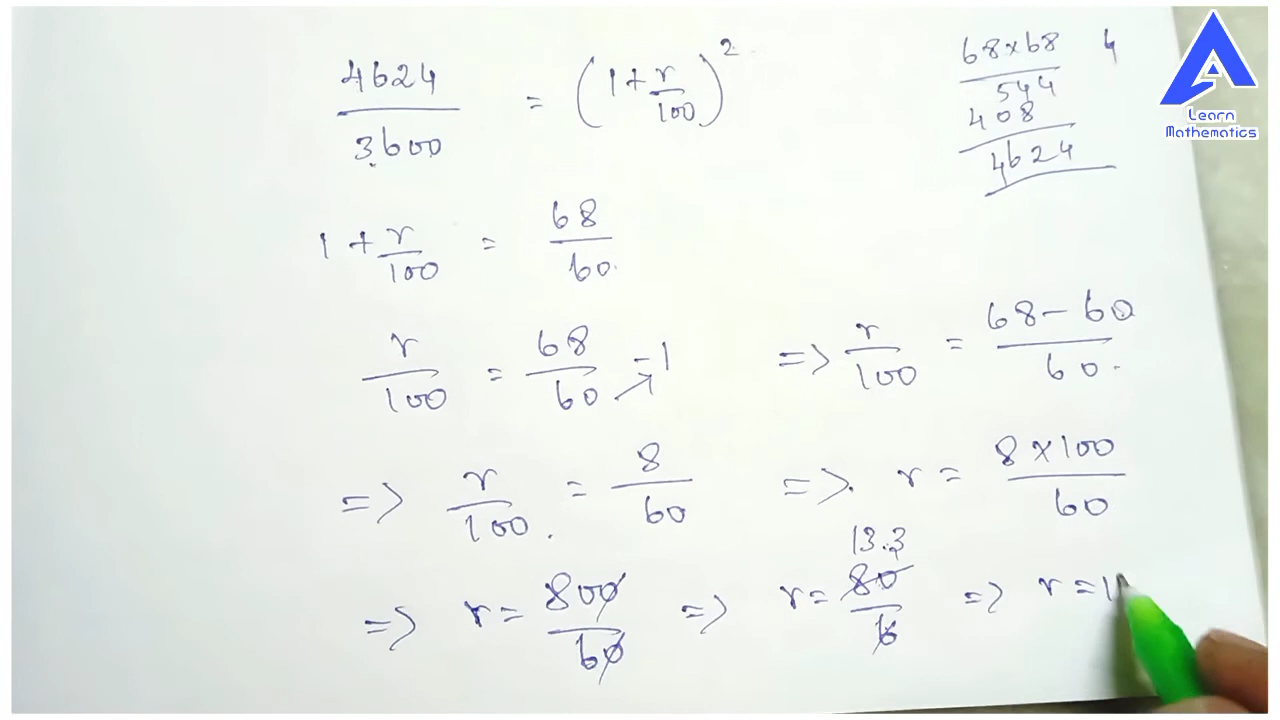 4624/3600 = (1 + r/100)²
68×68
544
408
4624
1 + r/100 = 68/60
r/100 = 68/60 - 1 => r/100 = 68 - 60/60
=> r/100 = 8/60 => r = 8×100/60
=> r = 800/60 => r = 80/6 13.3 => r = 1
Learn
Mathematics